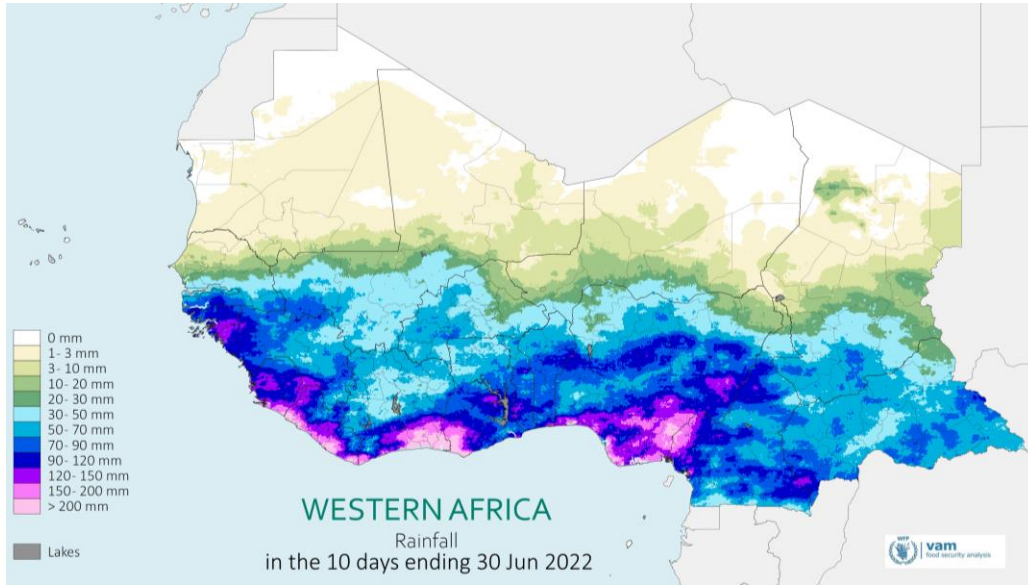 0 mm
1- 3 mm
3- 10 mm
10- 20 mm
20- 30 mm
30- 50 mm
50- 70 mm
70- 90 mm
90- 120 mm
120- 150 mm
150- 200 mm
> 200 mm
Lakes
WESTERN AFRICA
Rainfall
in the 10 days ending 30 Jun 2022
WFP
vam
food security analysis